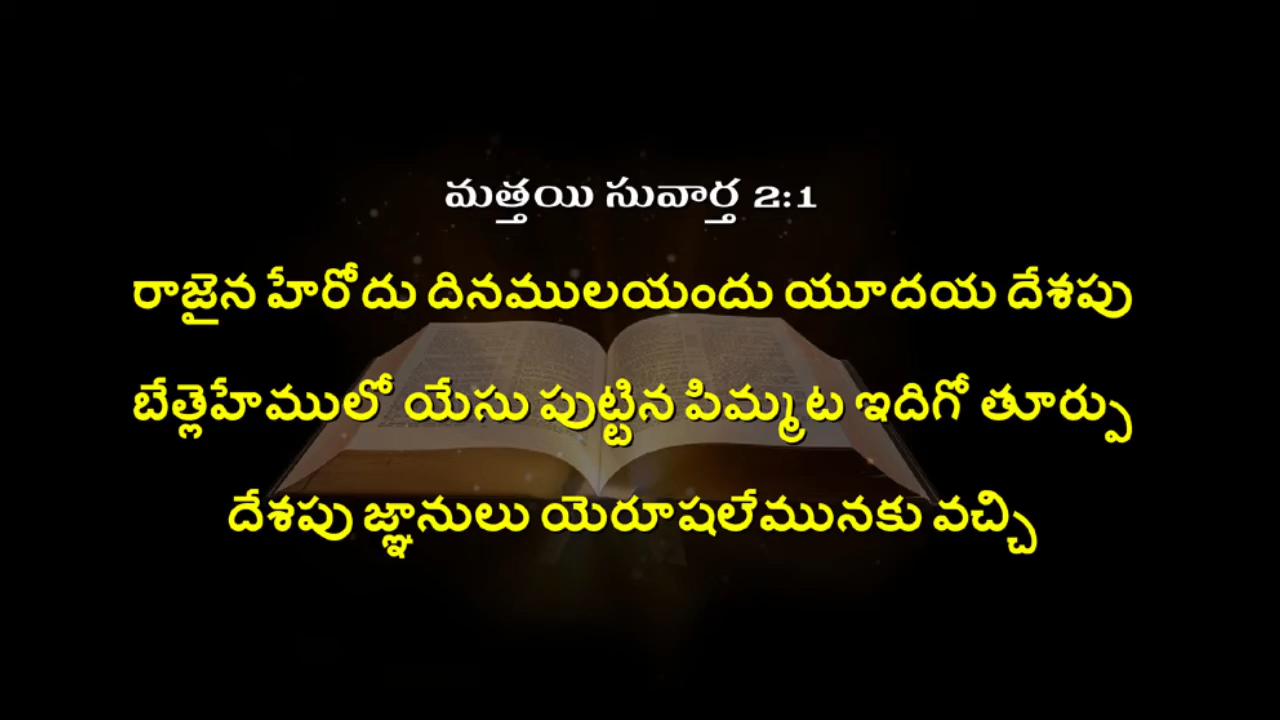 మత్తయి సువార్త 2:1
రాజైన హేరోదు దినములయందు యూదయ దేశపు
బేత్లెహేములో యేసు పుట్టిన పిమ్మట ఇదిగో తూర్పు
దేశపు జ్ఞానులు యెరూషలేమునకు వచ్చి